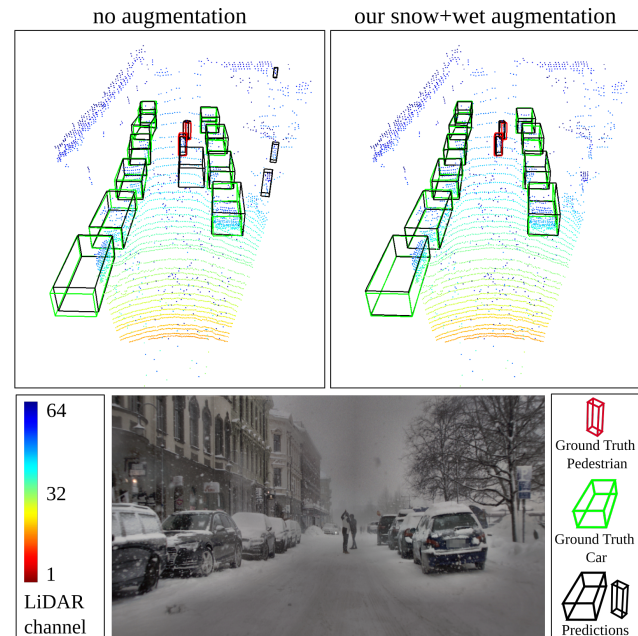 no augmentation
our snow+wet augmentation
64
32
1
LiDAR
channel
Ground Truth
Pedestrian
Ground Truth
Car
Predictions